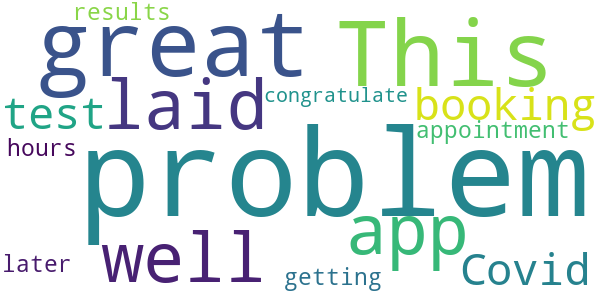 results
great This
laid congratulate booking
test appointment
hours problem
well app
later getting Covid